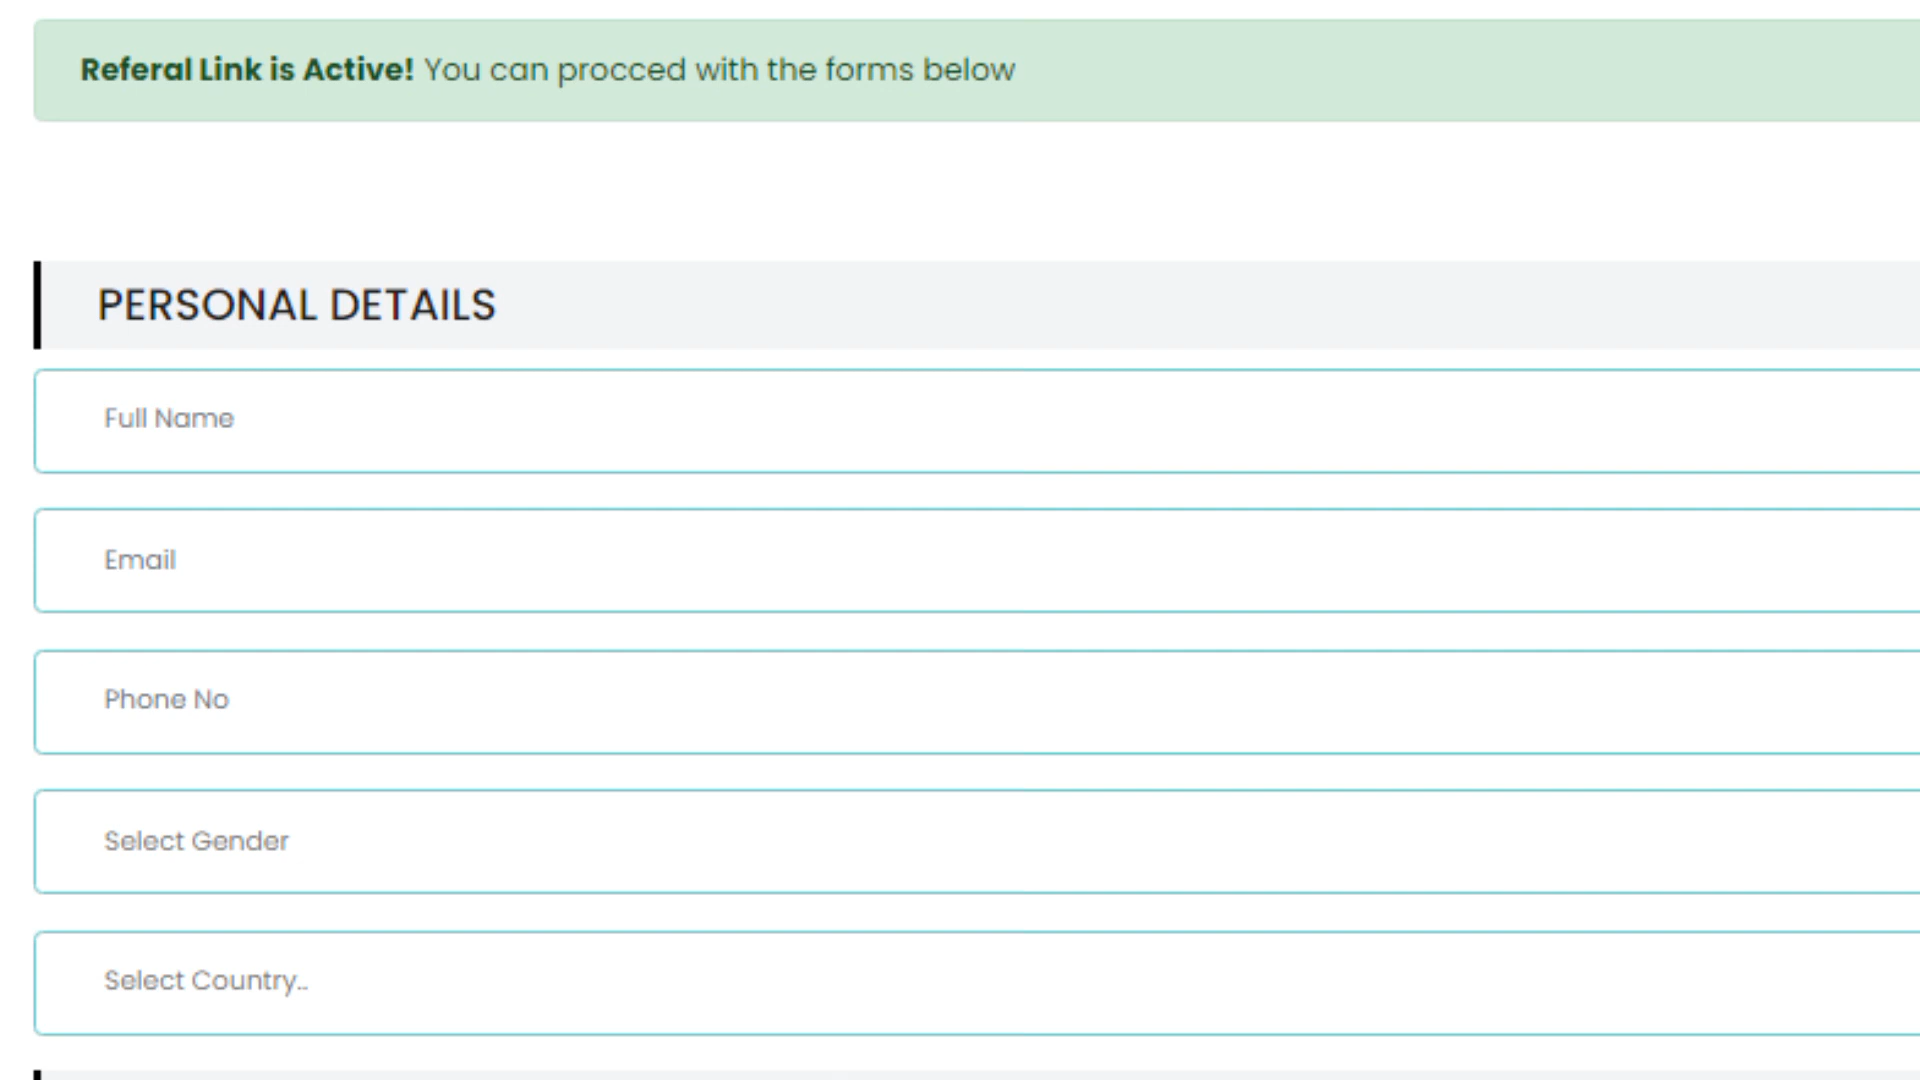 Referal Link is Active! You can procced with the forms below
PERSONAL DETAILS
Full Name
Email
Phone No
Select Gender
Select Country..